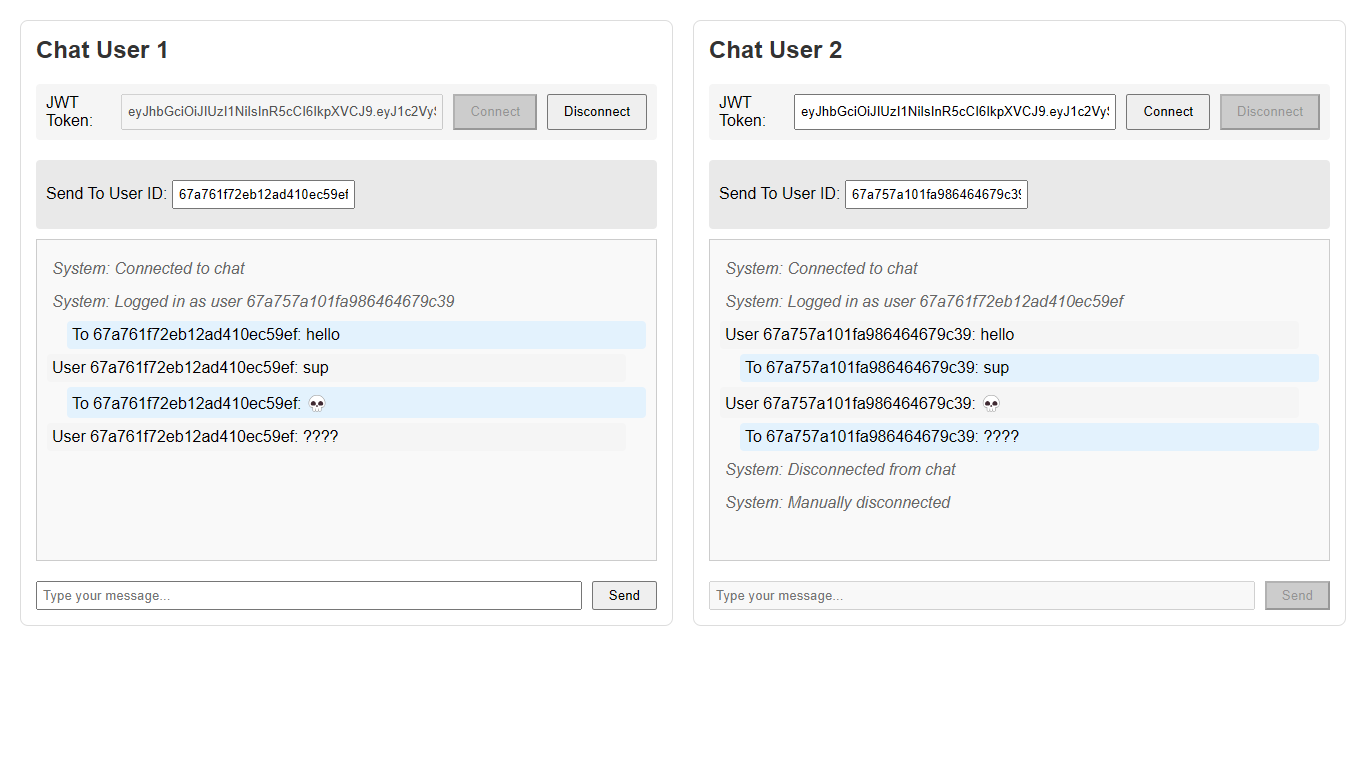 Chat User 1
JWT
Token:
eyJhbGciOiJIUzI1NiIsInR5cCI6IkpXVCJ9.eyJ1c2VyS
Connect
Disconnect
Send To User ID:
67a761f72eb12ad410ec59ef
System: Connected to chat
System: Logged in as user 67a757a101fa986464679c39
To 67a761f72eb12ad410ec59ef: hello
User 67a761f72eb12ad410ec59ef: sup
To 67a761f72eb12ad410ec59ef: 💀
User 67a761f72eb12ad410ec59ef: ????
Type your message...
Send
Chat User 2
JWT
Token:
eyJhbGciOiJIUzI1NiIsInR5cCI6IkpXVCJ9.eyJ1c2VyS
Connect
Disconnect
Send To User ID:
67a757a101fa986464679c39
System: Connected to chat
System: Logged in as user 67a761f72eb12ad410ec59ef
User 67a757a101fa986464679c39: hello
To 67a757a101fa986464679c39: sup
User 67a757a101fa986464679c39: 💀
To 67a757a101fa986464679c39: ????
System: Disconnected from chat
System: Manually disconnected
Type your message...
Send